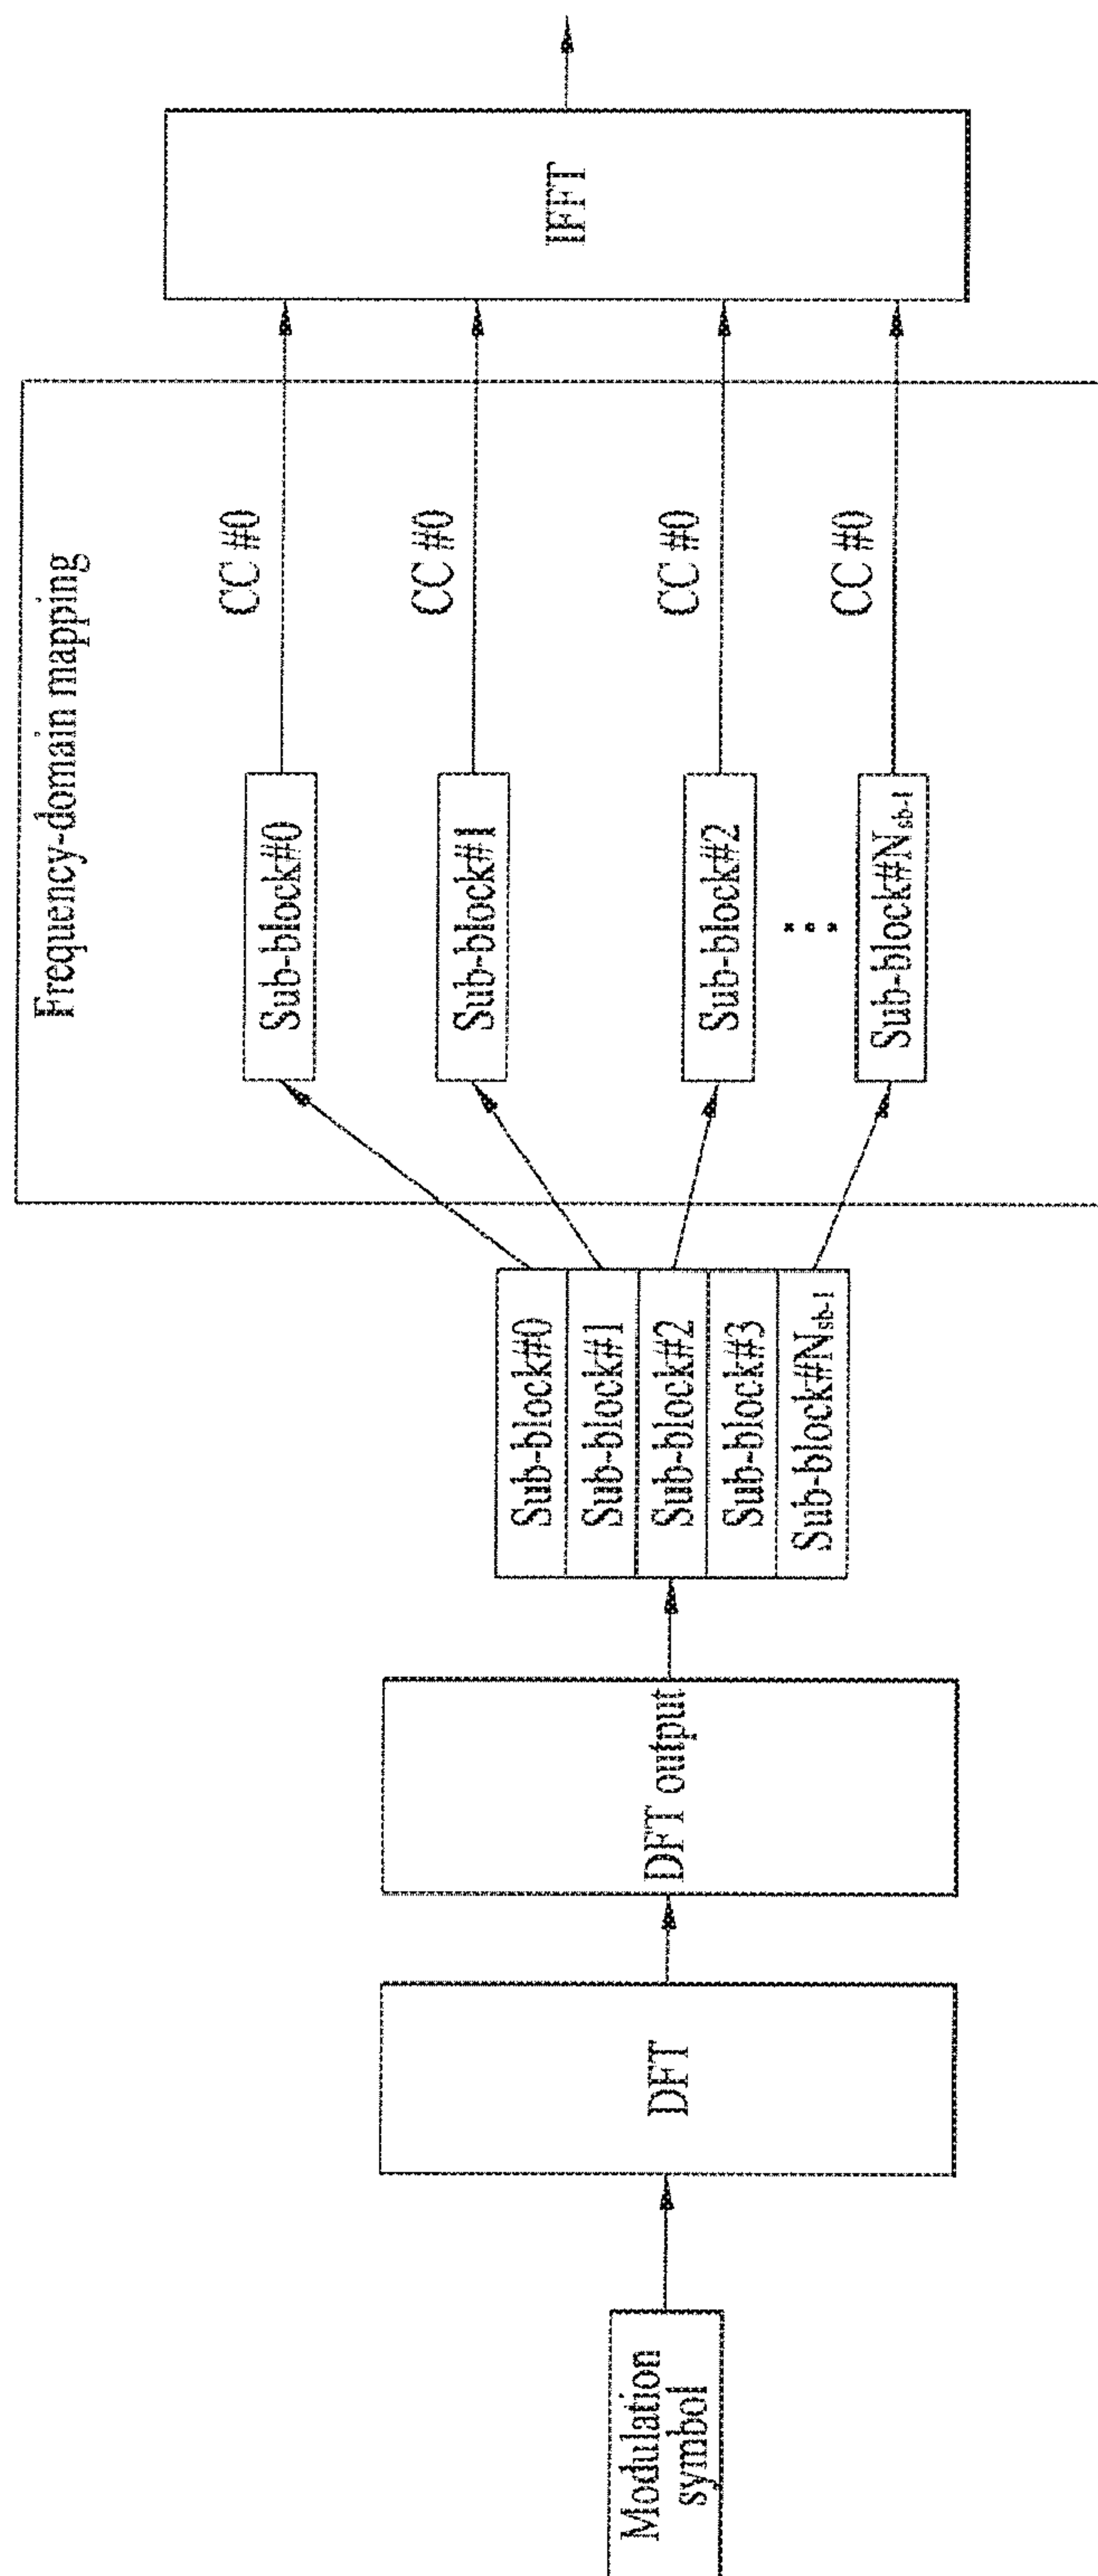 Modulation
symbol
DFT
DFT output
Sub-block#0
Sub-block#1
Sub-block#2
Sub-block#3
Sub-block#Nsb-1
Frequency-domain mapping
Sub-block#0
CC #0
Sub-block#1
CC #0
Sub-block#2
CC #0
...
Sub-block#Nsb-1
CC #0
IFFT